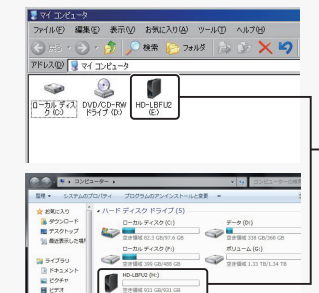 マイ コンピュータ
ファイル(F) 編集(E) 表示(V) お気に入り(A) ツール(T) ヘルプ(H)
戻る 検索 フォルダ
アドレス(D) マイ コンピュータ
ローカル ディスク (C:)
DVD/CD-RW ドライブ (D:)
HD-LBFU2 (E:)
コンピューター
整理 システムのプロパティ プログラムのアンインストールと変更
お気に入り
ダウンロード
デスクトップ
最近表示した場所
ライブラリ
ドキュメント
ピクチャ
ビデオ
ハード ディスク ドライブ (5)
ローカル ディスク (C:)
空き領域 82.3 GB/97.6 GB
データ (D:)
空き領域 336 GB/368 GB
ローカル ディスク (F:)
空き領域 399 GB/488 GB
ボリューム (G:)
空き領域 1.33 TB/1.34 TB
HD-LBFU2 (H:)
空き領域 931 GB/931 GB